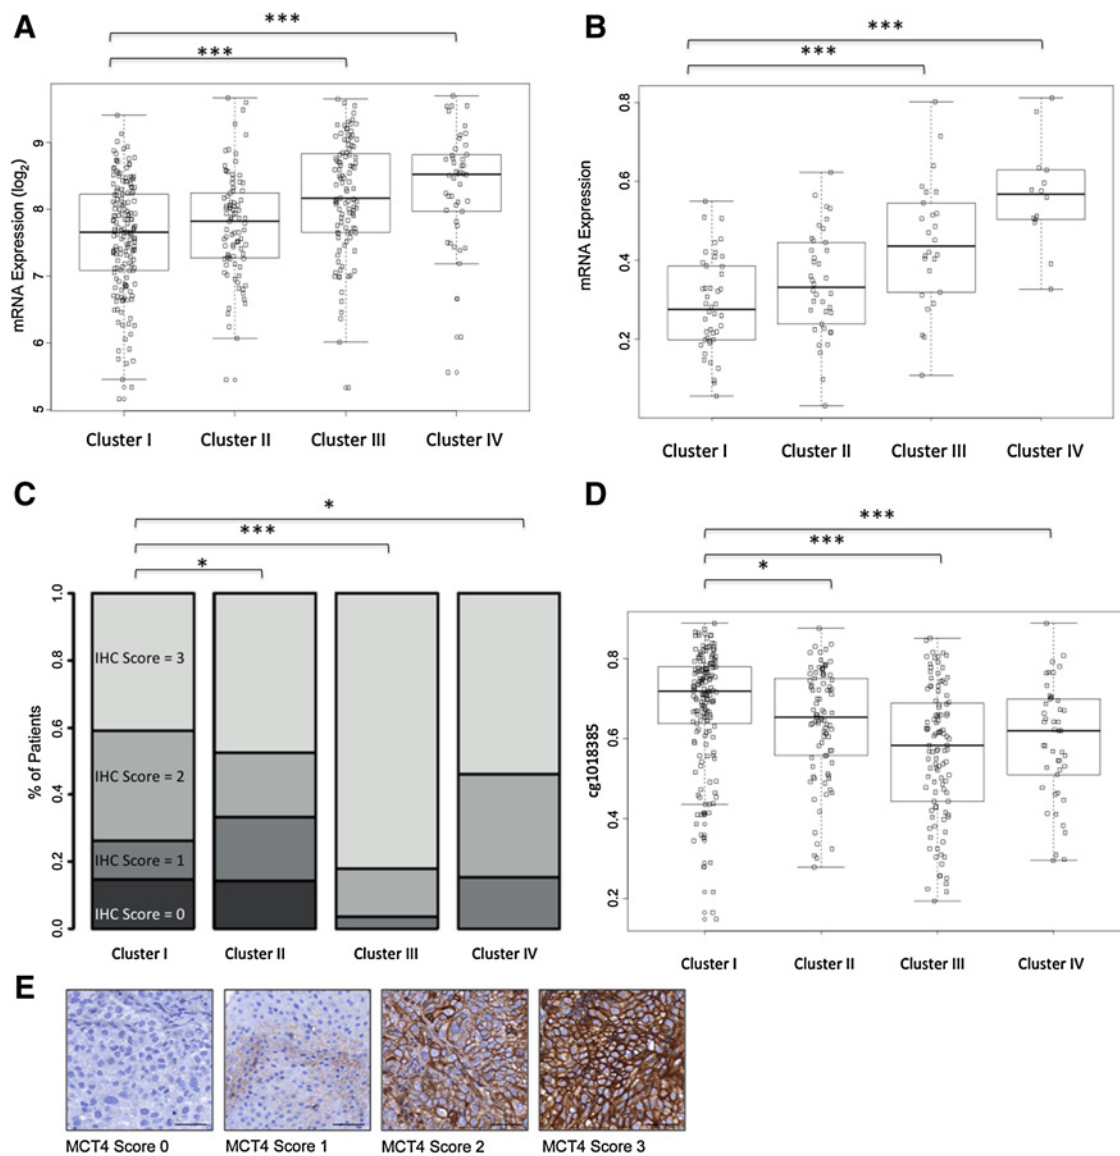 A
***
***
mRNA Expression (log2)
9
8
7
6
5
Cluster I
Cluster II
Cluster III
Cluster IV
B
***
***
mRNA Expression
0.8
0.6
0.4
0.2
Cluster I
Cluster II
Cluster III
Cluster IV
C
*
***
*
% of Patients
1.0
0.8
0.6
0.4
0.2
0.0
IHC Score = 3
IHC Score = 2
IHC Score = 1
IHC Score = 0
Cluster I
Cluster II
Cluster III
Cluster IV
D
***
***
*
cg1018385
0.8
0.6
0.4
0.2
Cluster I
Cluster II
Cluster III
Cluster IV
E
MCT4 Score 0
MCT4 Score 1
MCT4 Score 2
MCT4 Score 3